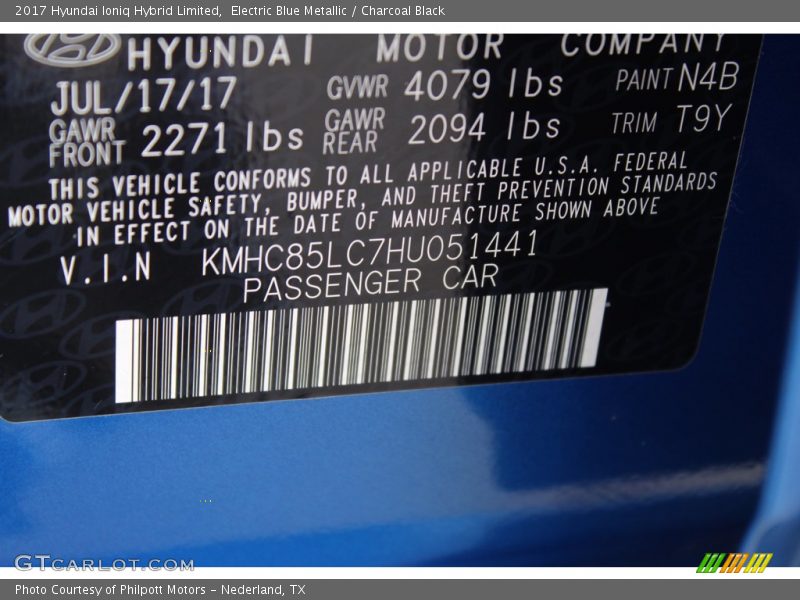 2017 Hyundai Ioniq Hybrid Limited, Electric Blue Metallic / Charcoal Black
HYUNDAI MOTOR COMPANY
JUL/17/17 GVWR 4079 lbs PAINT N4B
GAWR FRONT 2271 lbs GAWR REAR 2094 lbs TRIM T9Y
THIS VEHICLE CONFORMS TO ALL APPLICABLE U.S.A. FEDERAL
MOTOR VEHICLE SAFETY, BUMPER, AND THEFT PREVENTION STANDARDS
IN EFFECT ON THE DATE OF MANUFACTURE SHOWN ABOVE
V.I.N KMHC85LC7HU051441
PASSENGER CAR
GTCARLOT.COM
Photo Courtesy of Philpott Motors - Nederland, TX